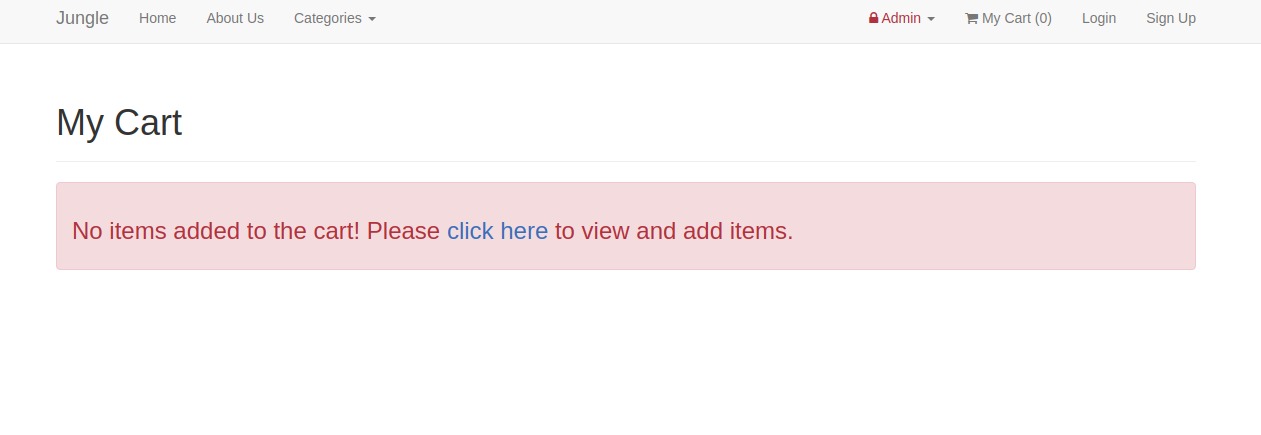 Jungle Home About Us Categories Admin My Cart (0) Login Sign Up
My Cart
No items added to the cart! Please click here to view and add items.